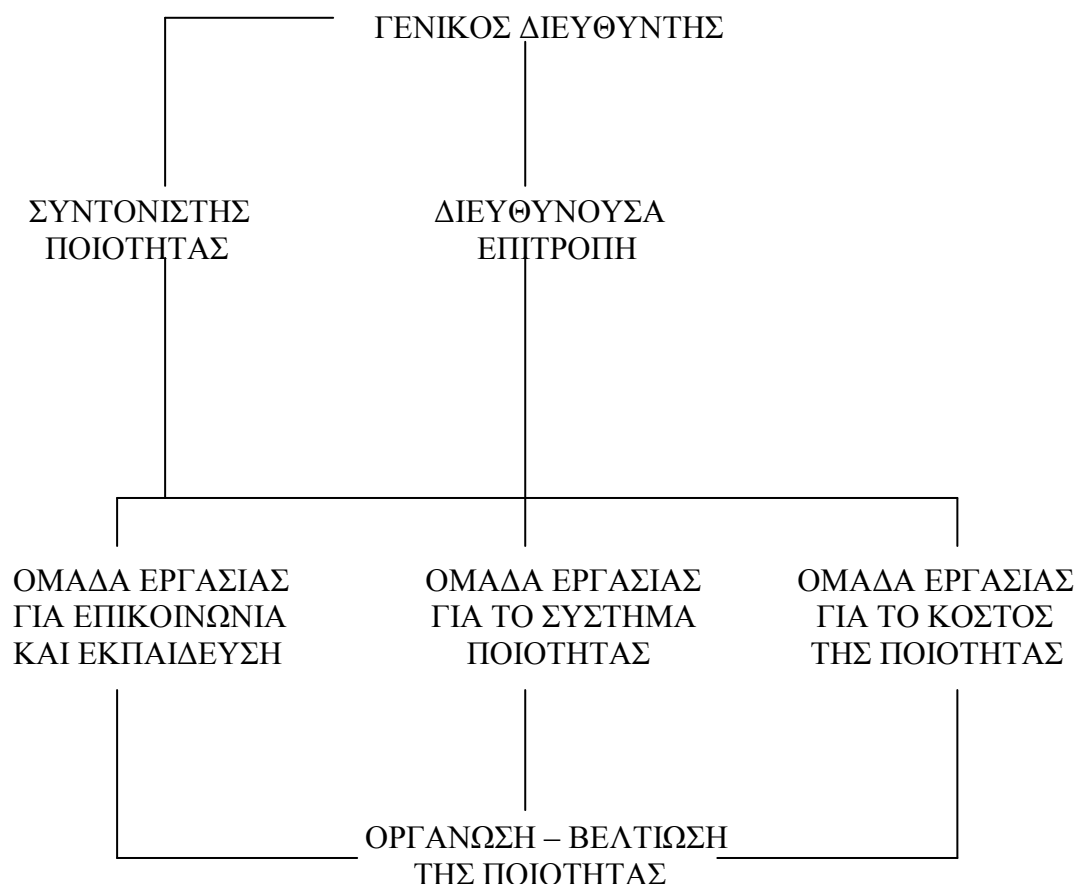 ΓΕΝΙΚΟΣ ΔΙΕΥΘΥΝΤΗΣ
ΣΥΝΤΟΝΙΣΤΗΣ
ΠΟΙΟΤΗΤΑΣ
ΔΙΕΥΘΥΝΟΥΣΑ
ΕΠΙΤΡΟΠΗ
ΟΜΑΔΑ ΕΡΓΑΣΙΑΣ
ΓΙΑ ΕΠΙΚΟΙΝΩΝΙΑ
ΚΑΙ ΕΚΠΑΙΔΕΥΣΗ
ΟΜΑΔΑ ΕΡΓΑΣΙΑΣ
ΓΙΑ ΤΟ ΣΥΣΤΗΜΑ
ΠΟΙΟΤΗΤΑΣ
ΟΜΑΔΑ ΕΡΓΑΣΙΑΣ
ΓΙΑ ΤΟ ΚΟΣΤΟΣ
ΤΗΣ ΠΟΙΟΤΗΤΑΣ
ΟΡΓΑΝΩΣΗ – ΒΕΛΤΙΩΣΗ
ΤΗΣ ΠΟΙΟΤΗΤΑΣ